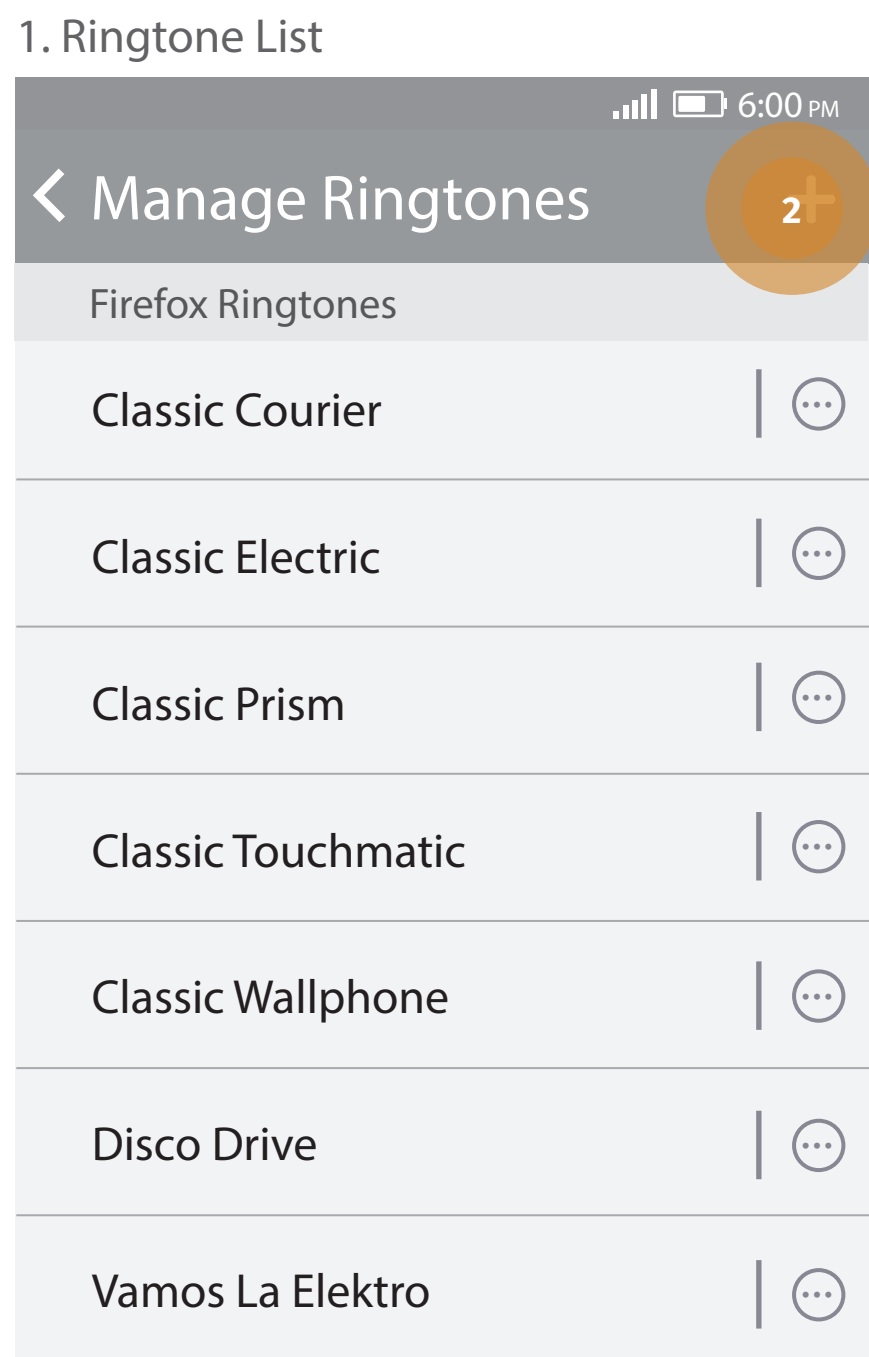 1. Ringtone List
6:00 PM
Manage Ringtones
2
Firefox Ringtones
Classic Courier
Classic Electric
Classic Prism
Classic Touchmatic
Classic Wallphone
Disco Drive
Vamos La Elektro